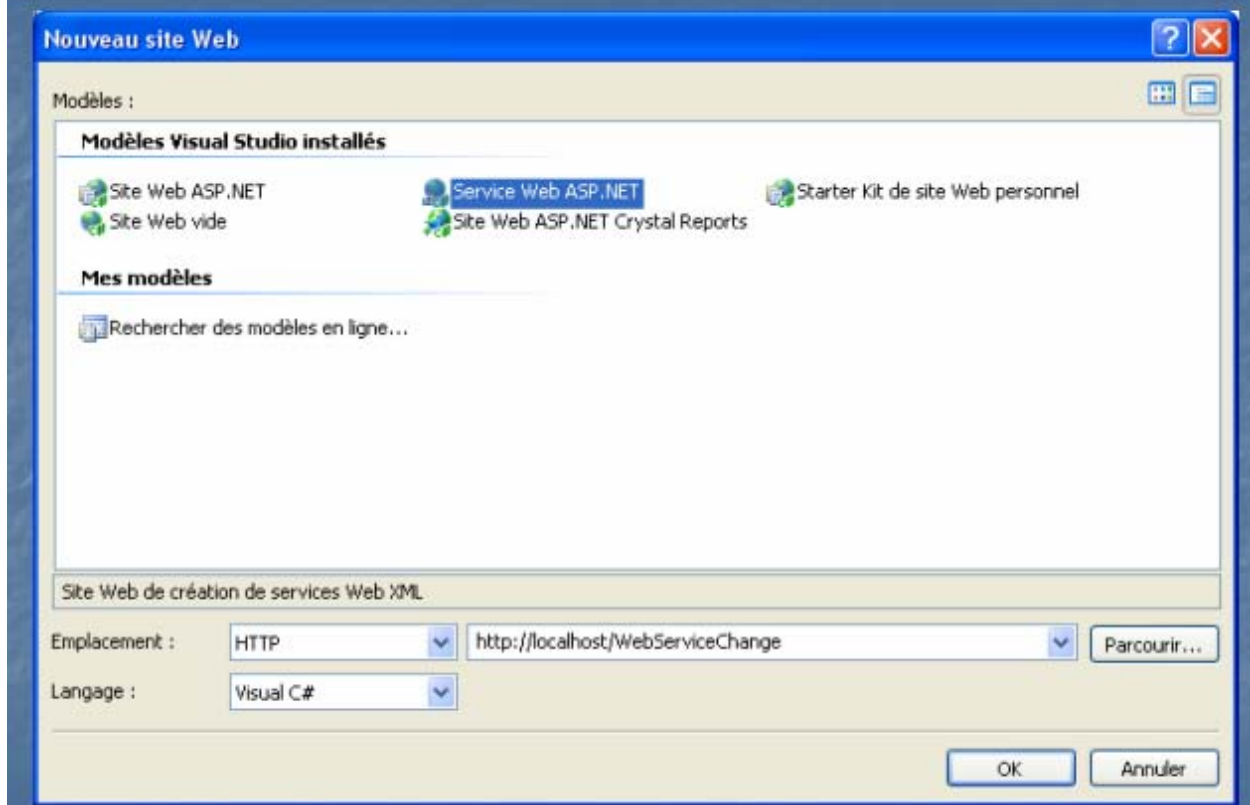 Nouveau site Web
Modèles :
Modèles Visual Studio installés
Site Web ASP.NET
Service Web ASP.NET
Starter Kit de site Web personnel
Site Web vide
Site Web ASP.NET Crystal Reports
Mes modèles
Rechercher des modèles en ligne...
Site Web de création de services Web XML
Emplacement :
HTTP
http://localhost/WebServiceChange
Parcourir...
Langage :
Visual C#
OK
Annuler